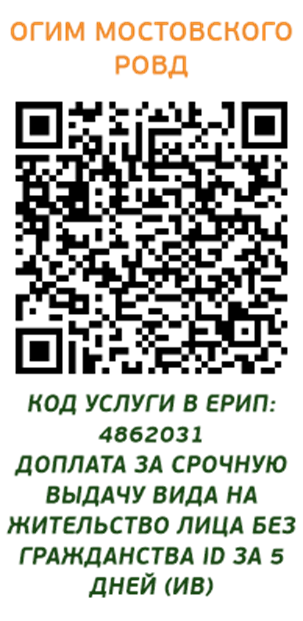 ОГИМ МОСТОВСКОГО
РОВД
КОД УСЛУГИ В ЕРИП:
4862031
ДОПЛАТА ЗА СРОЧНУЮ
ВЫДАЧУ ВИДА НА
ЖИТЕЛЬСТВО ЛИЦА БЕЗ
ГРАЖДАНСТВА ID ЗА 5
ДНЕЙ (ИВ)